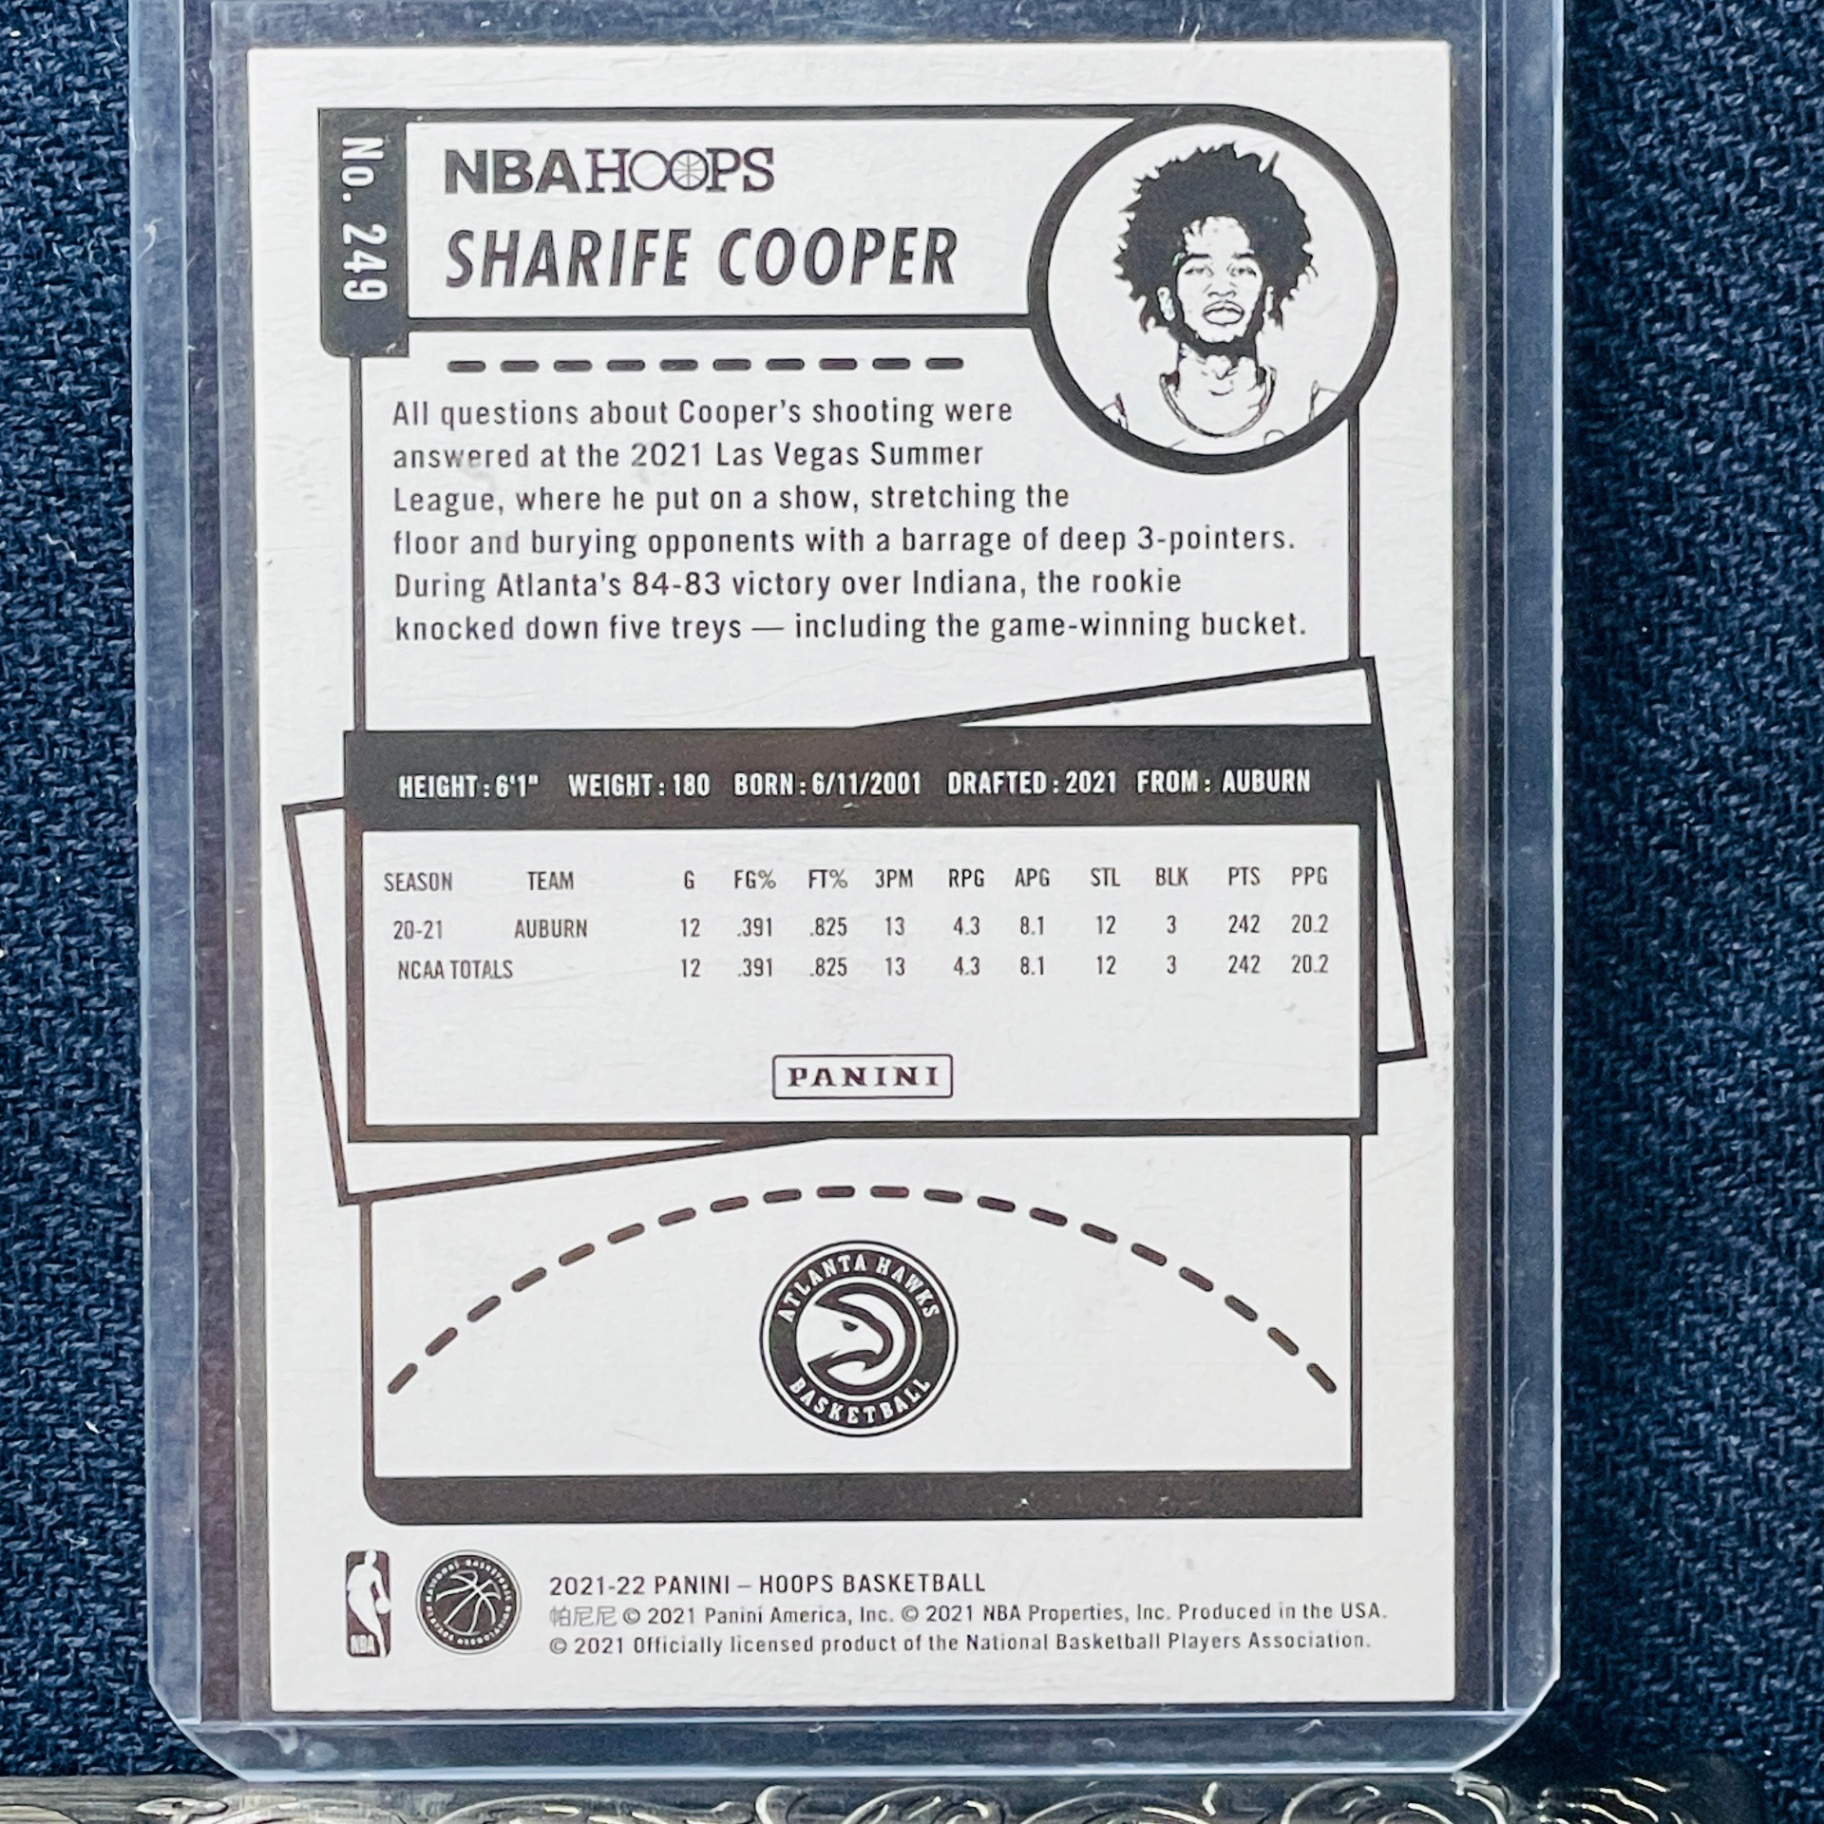 No. 249
NBA HOOPS
SHARIFE COOPER
All questions about Cooper's shooting were
answered at the 2021 Las Vegas Summer
League, where he put on a show, stretching the
floor and burying opponents with a barrage of deep 3-pointers.
During Atlanta's 84-83 victory over Indiana, the rookie
knocked down five treys — including the game-winning bucket.
HEIGHT: 6'1" WEIGHT: 180 BORN: 6/11/2001 DRAFTED: 2021 FROM: AUBURN
SEASON TEAM G FG% FT% 3PM RPG APG STL BLK PTS PPG
20-21 AUBURN 12 .391 .825 13 4.3 8.1 12 3 242 20.2
NCAA TOTALS 12 .391 .825 13 4.3 8.1 12 3 242 20.2
PANINI
ATLANTA HAWKS
BASKETBALL
NBA
2021-22 PANINI – HOOPS BASKETBALL
帕尼尼 © 2021 Panini America, Inc. © 2021 NBA Properties, Inc. Produced in the USA.
© 2021 Officially licensed product of the National Basketball Players Association.